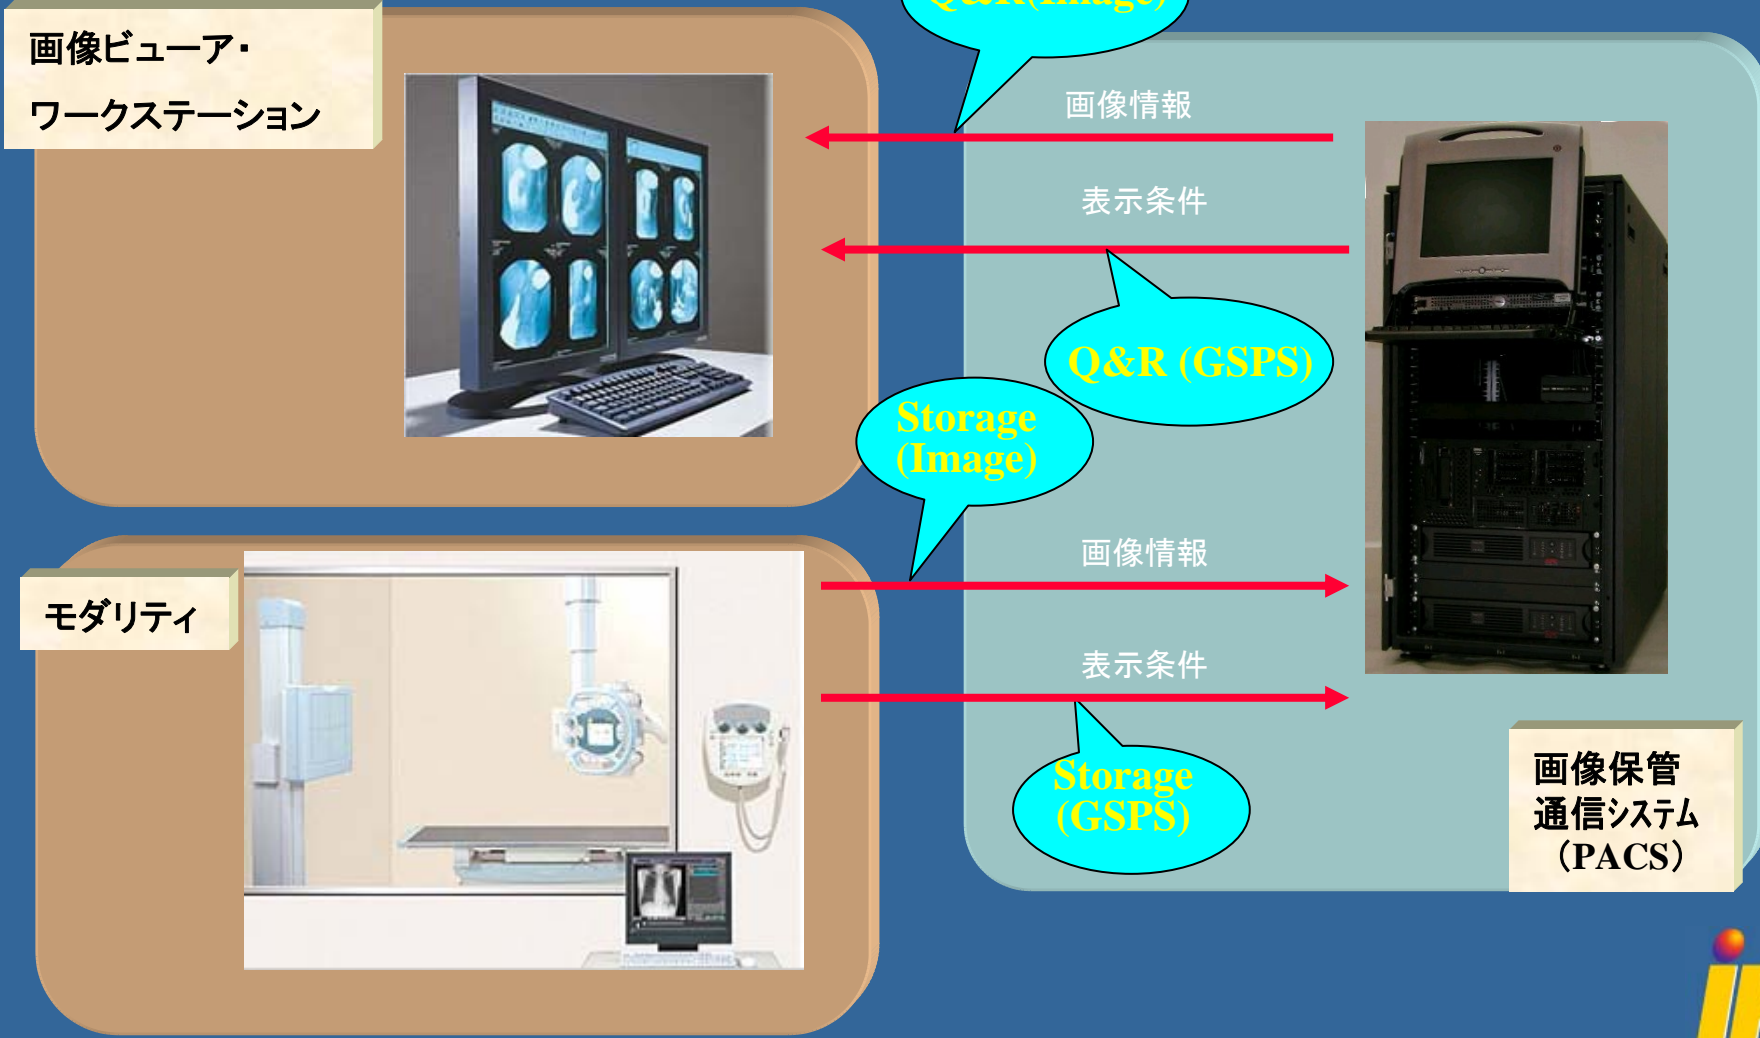 Q&R(Image)
画像ビューア・
ワークステーション
画像情報
表示条件
Q&R (GSPS)
Storage
(Image)
画像情報
モダリティ
表示条件
Storage
(GSPS)
画像保管
通信システム
（PACS）